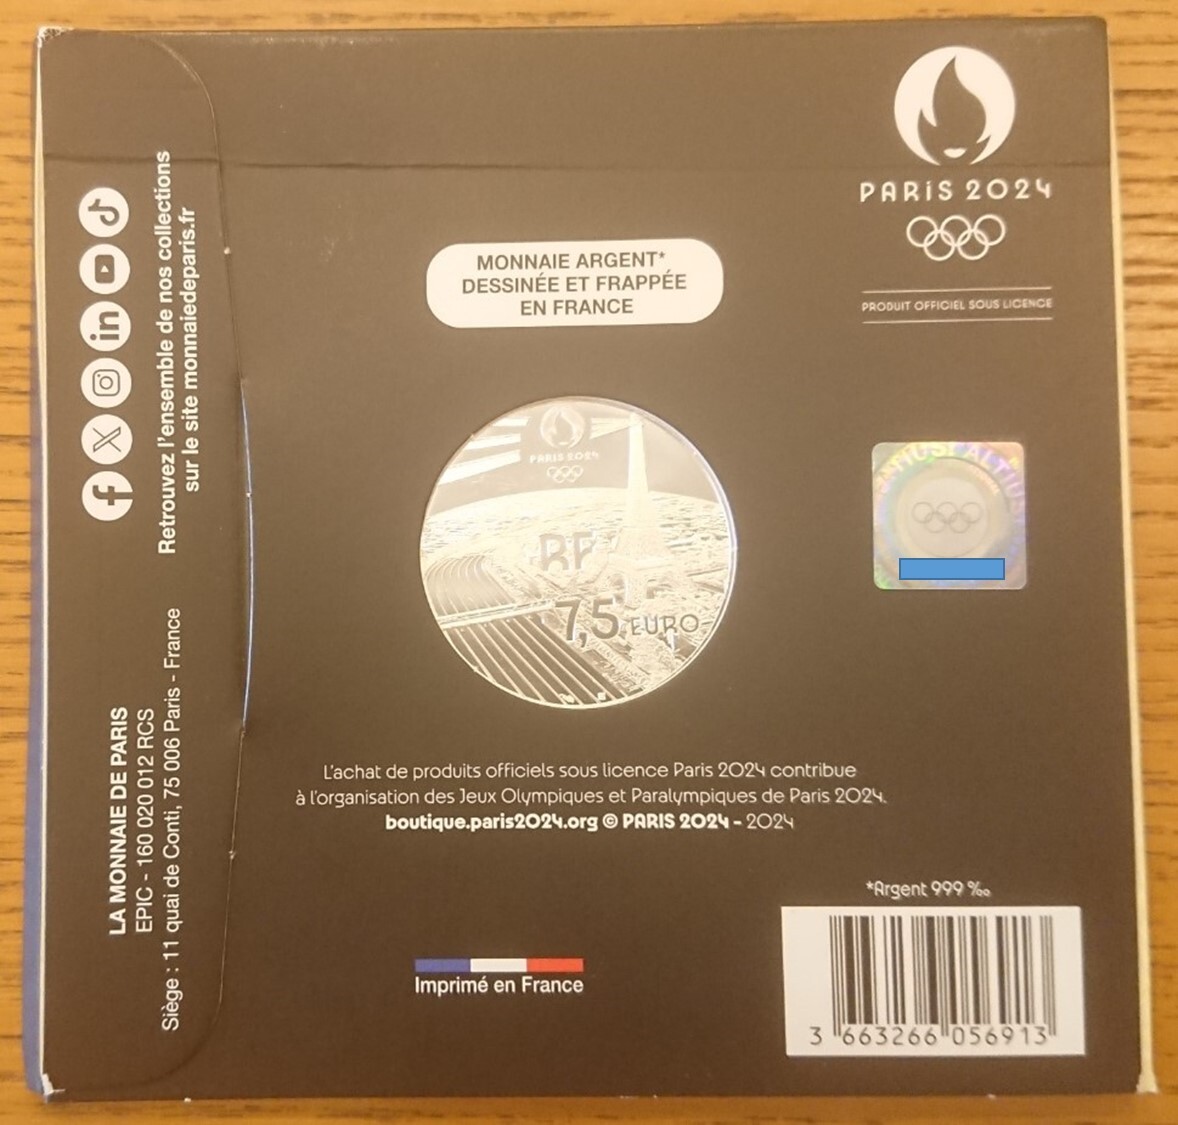 PARIS 2024
PRODUIT OFFICIEL SOUS LICENCE
MONNAIE ARGENT*
DESSINÉE ET FRAPPÉE
EN FRANCE
PARIS 2024
RF
7,5 EURO
ALTIUS
L'achat de produits officiels sous licence Paris 2024 contribue
à l'organisation des Jeux Olympiques et Paralympiques de Paris 2024.
boutique.paris2024.org © PARIS 2024 - 2024
*Argent 999 ‰
3 663266 056913
Imprimé en France
Retrouvez l'ensemble de nos collections
sur le site monnaiedeparis.fr
LA MONNAIE DE PARIS
EPIC - 160 020 012 RCS
Siège : 11 quai de Conti, 75 006 Paris - France